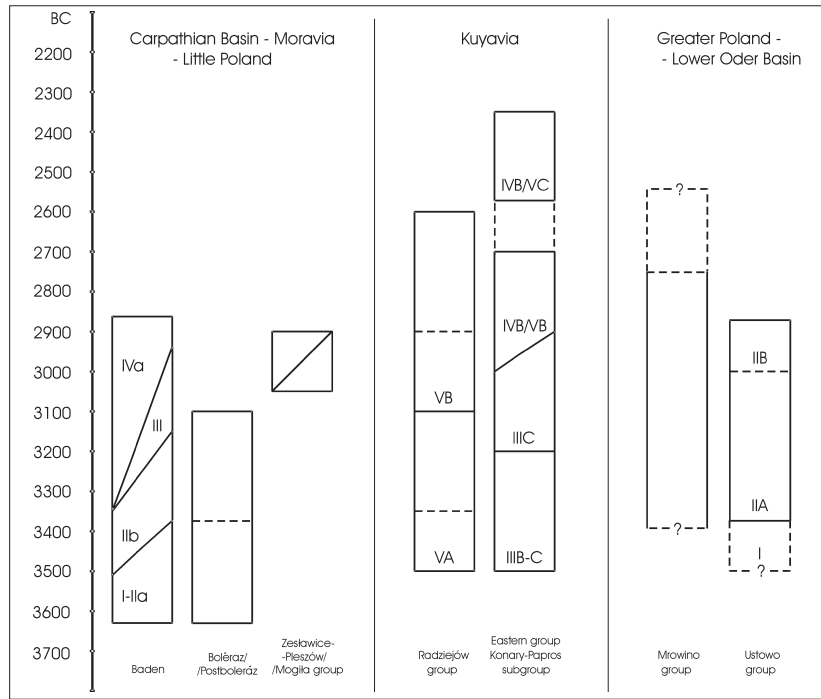 BC
2200
2300
2400
2500
2600
2700
2800
2900
3000
3100
3200
3300
3400
3500
3600
3700
Carpathian Basin - Moravia
- Little Poland
IVa
III
IIb
I-IIa
Baden
Boléraz/
/Postboleráz
Zesławice-
-Pleszów/
/Mogiła group
Kuyavia
VB
VA
Radziejów
group
IVB/VC
IVB/VB
IIIC
IIIB-C
Eastern group
Konary-Papros
subgroup
Greater Poland -
- Lower Oder Basin
?
?
Mrowino
group
IIB
IIA
I
?
Ustowo
group